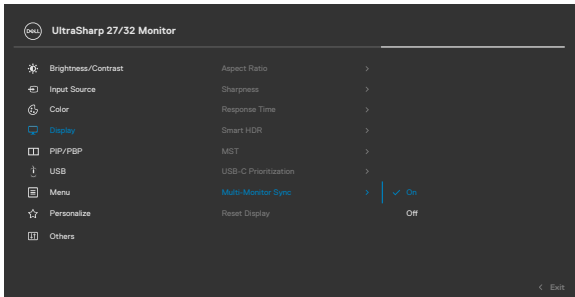 DELL UltraSharp 27/32 Monitor
Brightness/Contrast Aspect Ratio >
Input Source Sharpness >
Color Response Time >
Display Smart HDR >
PIP/PBP MST >
USB USB-C Prioritization >
Menu Multi-Monitor Sync > ✓ On
Personalize Reset Display Off
Others
< Exit